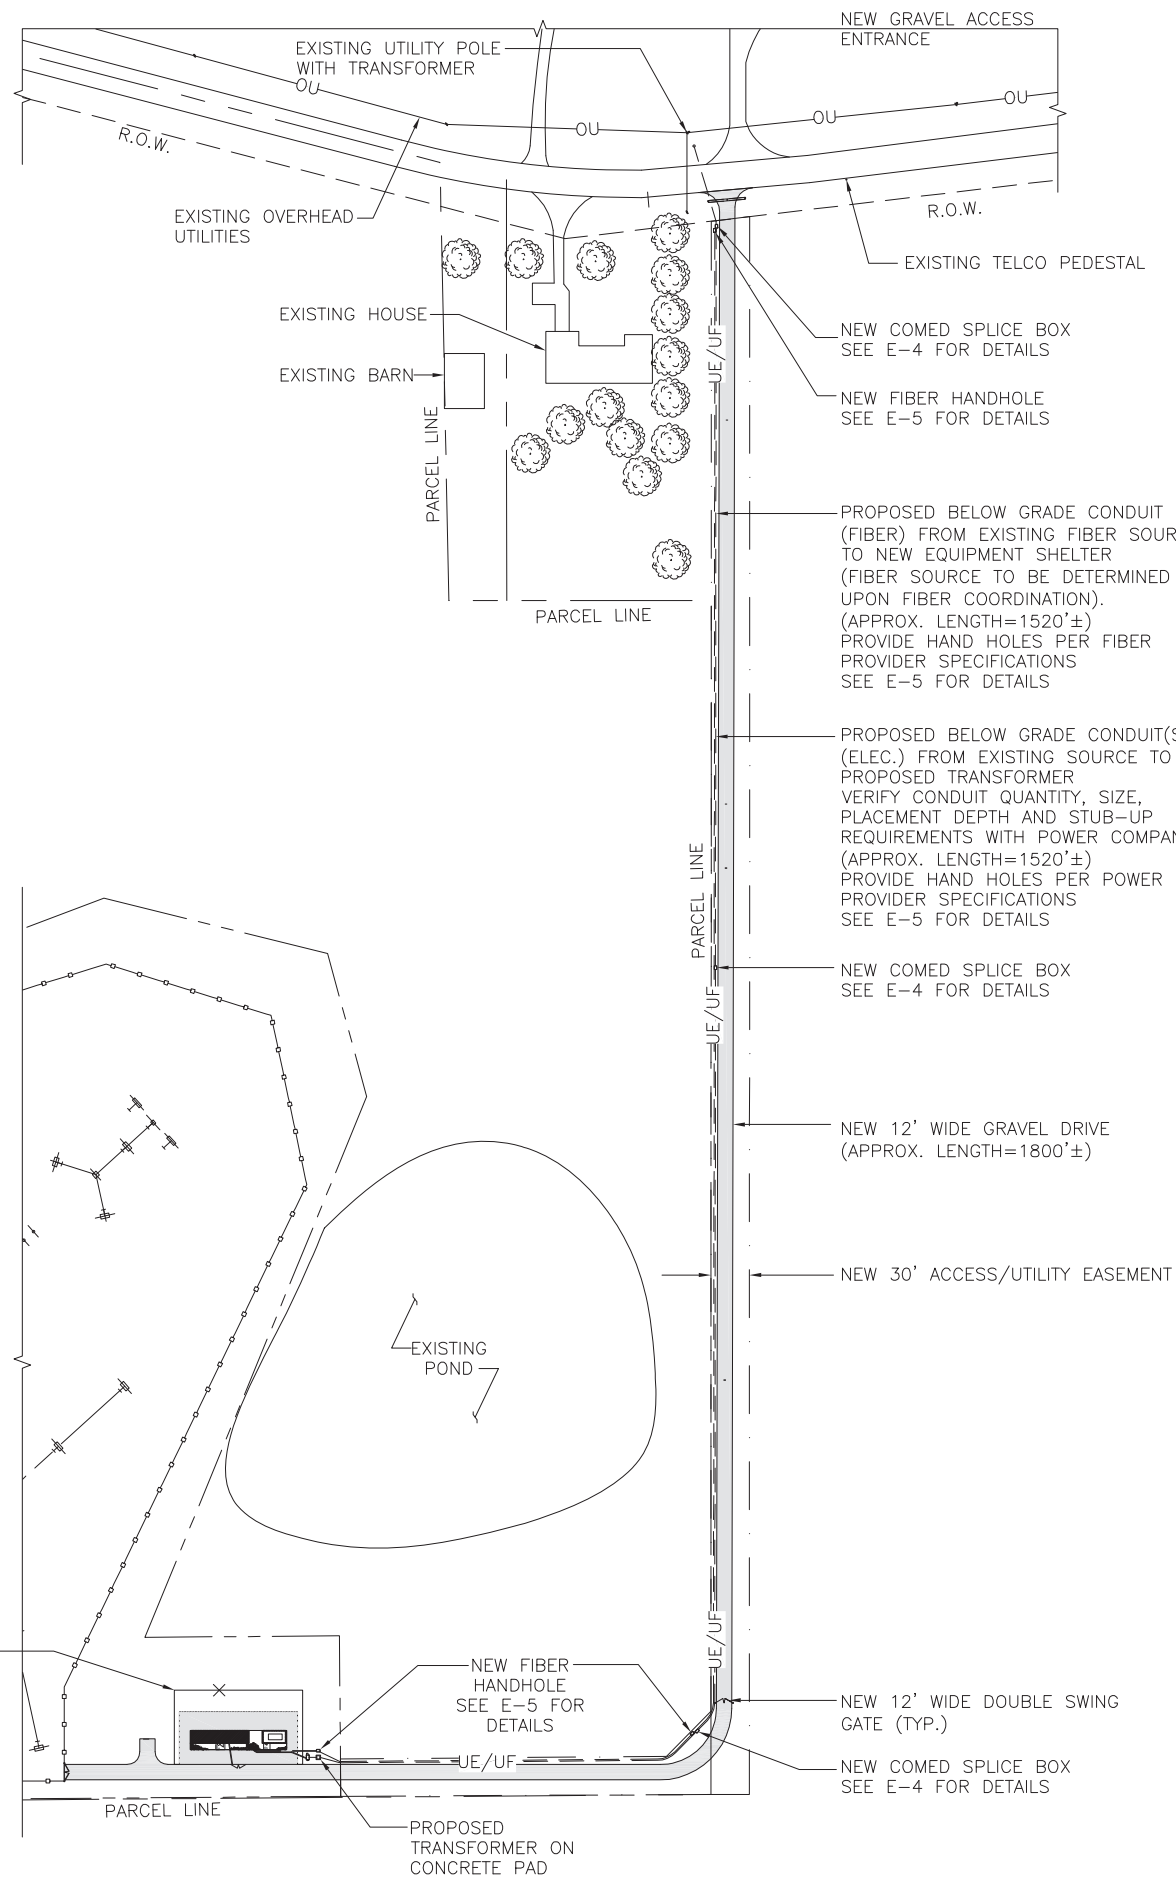 NEW GRAVEL ACCESS
ENTRANCE
EXISTING UTILITY POLE
WITH TRANSFORMER
OU
OU
OU
OU
R.O.W.
R.O.W.
EXISTING OVERHEAD
UTILITIES
EXISTING TELCO PEDESTAL
EXISTING HOUSE
EXISTING BARN
UE/UF
NEW COMED SPLICE BOX
SEE E-4 FOR DETAILS
NEW FIBER HANDHOLE
SEE E-5 FOR DETAILS
PARCEL LINE
PARCEL LINE
PROPOSED BELOW GRADE CONDUIT
(FIBER) FROM EXISTING FIBER SOUR
TO NEW EQUIPMENT SHELTER
(FIBER SOURCE TO BE DETERMINED
UPON FIBER COORDINATION).
(APPROX. LENGTH=1520'±)
PROVIDE HAND HOLES PER FIBER
PROVIDER SPECIFICATIONS
SEE E-5 FOR DETAILS
PROPOSED BELOW GRADE CONDUIT(S
(ELEC.) FROM EXISTING SOURCE TO
PROPOSED TRANSFORMER
VERIFY CONDUIT QUANTITY, SIZE,
PLACEMENT DEPTH AND STUB-UP
REQUIREMENTS WITH POWER COMPAN
(APPROX. LENGTH=1520'±)
PROVIDE HAND HOLES PER POWER
PROVIDER SPECIFICATIONS
SEE E-5 FOR DETAILS
PARCEL LINE
NEW COMED SPLICE BOX
SEE E-4 FOR DETAILS
UE/UF
NEW 12' WIDE GRAVEL DRIVE
(APPROX. LENGTH=1800'±)
NEW 30' ACCESS/UTILITY EASEMENT
EXISTING
POND
UE/UF
NEW FIBER
HANDHOLE
SEE E-5 FOR
DETAILS
NEW 12' WIDE DOUBLE SWING
GATE (TYP.)
UE/UF
NEW COMED SPLICE BOX
SEE E-4 FOR DETAILS
PARCEL LINE
PROPOSED
TRANSFORMER ON
CONCRETE PAD